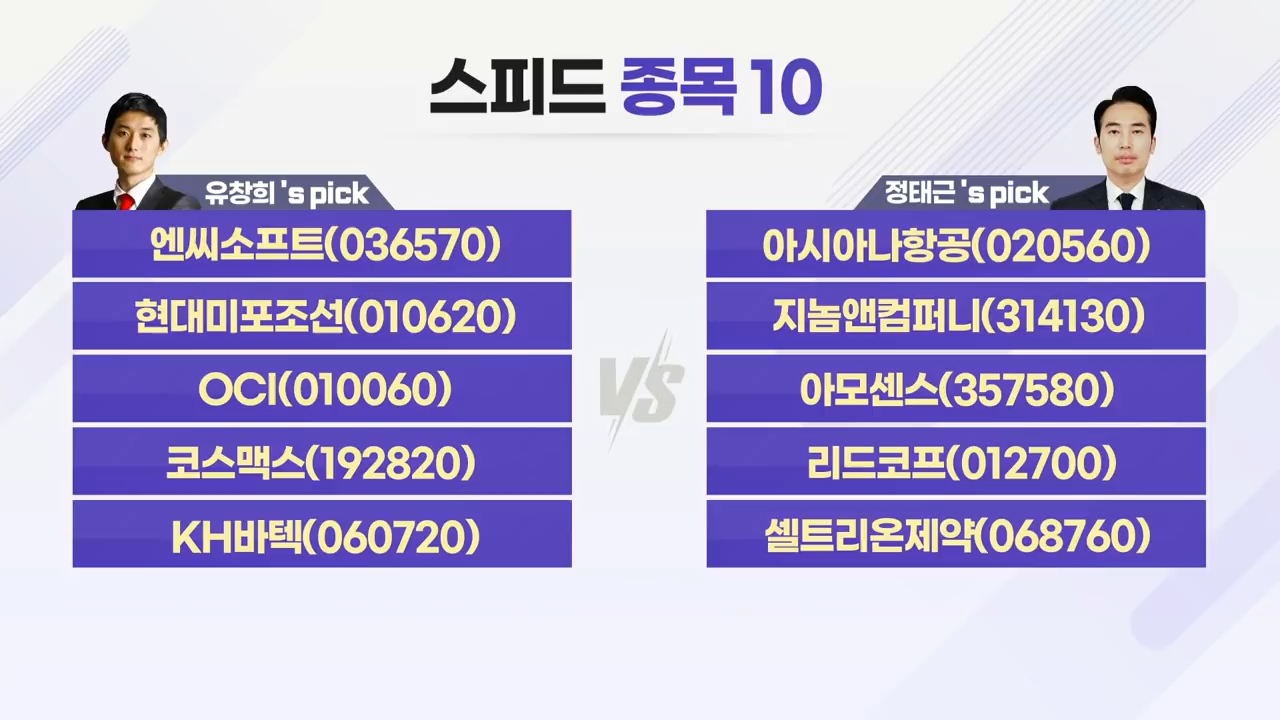 스피드 종목 10
유창희 's pick
엔씨소프트(036570)
현대미포조선(010620)
OCI(010060)
코스맥스(192820)
KH바텍(060720)
VS
정태근 's pick
아시아나항공(020560)
지놈앤컴퍼니(314130)
아모센스(357580)
리드코프(012700)
셀트리온제약(068760)